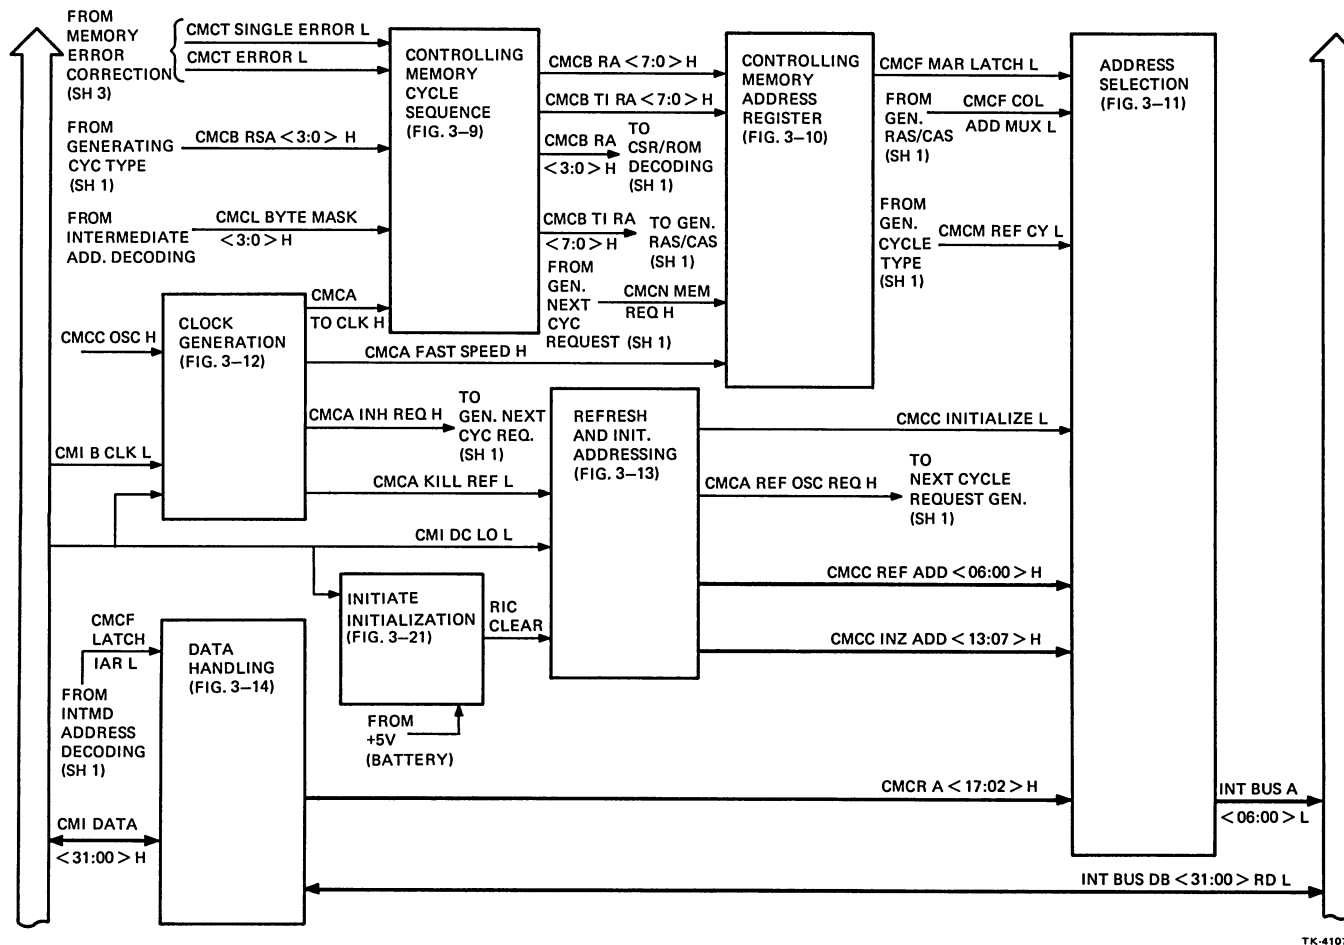 FROM
MEMORY
ERROR
CORRECTION
(SH 3)
CMCT SINGLE ERROR L
CMCT ERROR L
FROM
GENERATING
CYC TYPE
(SH 1)
CMCB RSA <3:0> H
FROM
INTERMEDIATE
ADD. DECODING
CMCL BYTE MASK
<3:0> H
CONTROLLING
MEMORY
CYCLE
SEQUENCE
(FIG. 3–9)
CMCB RA <7:0> H
CMCB TI RA <7:0> H
CMCB RA
<3:0> H
TO
CSR/ROM
DECODING
(SH 1)
CMCB TI RA
<7:0> H
TO GEN.
RAS/CAS
(SH 1)
FROM
GEN.
NEXT
CYC
REQUEST (SH 1)
CMCN MEM
REQ H
CONTROLLING
MEMORY
ADDRESS
REGISTER
(FIG. 3–10)
CMCF MAR LATCH L
FROM
GEN.
RAS/CAS
(SH 1)
CMCF COL
ADD MUX L
FROM
GEN.
CYCLE
TYPE
(SH 1)
CMCM REF CY L
ADDRESS
SELECTION
(FIG. 3–11)
CMCC OSC H
CLOCK
GENERATION
(FIG. 3–12)
CMCA
TO CLK H
CMCA FAST SPEED H
CMCA INH REQ H
TO
GEN. NEXT
CYC REQ.
(SH 1)
CMI B CLK L
CMCA KILL REF L
CMI DC LO L
REFRESH
AND INIT.
ADDRESSING
(FIG. 3–13)
CMCC INITIALIZE L
CMCA REF OSC REQ H
TO
NEXT CYCLE
REQUEST GEN.
(SH 1)
CMCC REF ADD <06:00> H
CMCC INZ ADD <13:07> H
INITIATE
INITIALIZATION
(FIG. 3–21)
RIC
CLEAR
FROM
+5V
(BATTERY)
CMCF
LATCH
IAR L
FROM
INTMD
ADDRESS
DECODING
(SH 1)
DATA
HANDLING
(FIG. 3–14)
CMCR A <17:02> H
INT BUS A
<06:00> L
CMI DATA
<31:00> H
INT BUS DB <31:00> RD L